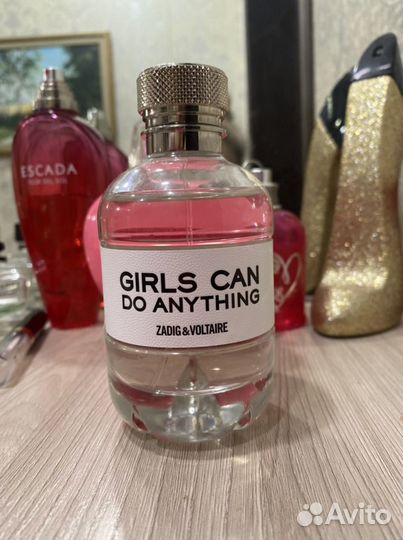 ESCADA
GIRLS CAN
DO ANYTHING
ZADIG & VOLTAIRE
Avito